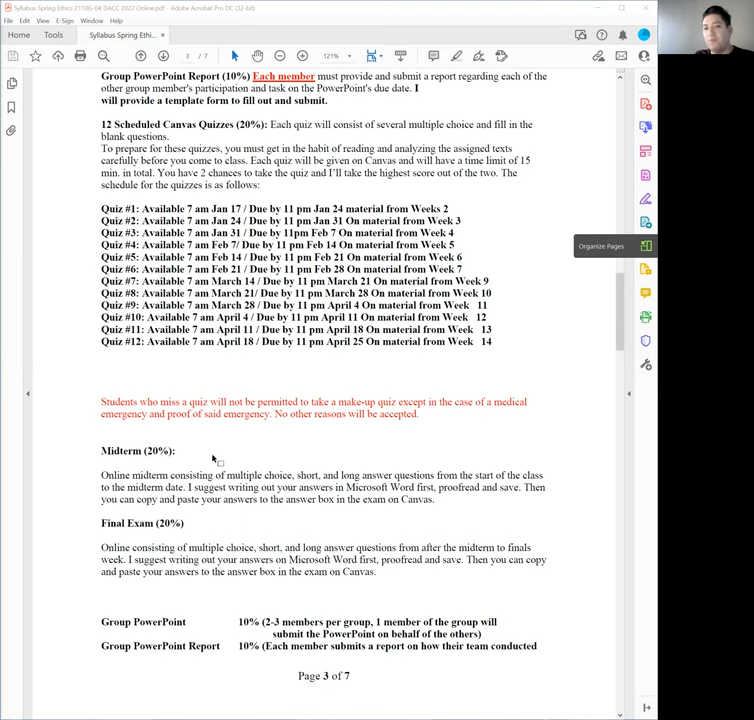 Syllabus Spring Ethics Z110G-04 DACC 2022 Online.pdf - Adobe Acrobat Pro DC (32-bit)
File Edit View E-Sign Window Help
Home Tools Syllabus Spring Ethi... ×
3 / 7 121%
Group PowerPoint Report (10%) Each member must provide and submit a report regarding each of the
other group member's participation and task on the PowerPoint's due date. I
will provide a template form to fill out and submit.
12 Scheduled Canvas Quizzes (20%): Each quiz will consist of several multiple choice and fill in the
blank questions.
To prepare for these quizzes, you must get in the habit of reading and analyzing the assigned texts
carefully before you come to class. Each quiz will be given on Canvas and will have a time limit of 15
min. in total. You have 2 chances to take the quiz and I'll take the highest score out of the two. The
schedule for the quizzes is as follows:
Quiz #1: Available 7 am Jan 17 / Due by 11 pm Jan 24 material from Weeks 2
Quiz #2: Available 7 am Jan 24 / Due by 11 pm Jan 31 On material from Week 3
Quiz #3: Available 7 am Jan 31 / Due by 11pm Feb 7 On material from Week 4
Quiz #4: Available 7 am Feb 7/ Due by 11 pm Feb 14 On material from Week 5
Quiz #5: Available 7 am Feb 14 / Due by 11 pm Feb 21 On material from Week 6
Quiz #6: Available 7 am Feb 21 / Due by 11 pm Feb 28 On material from Week 7
Quiz #7: Available 7 am March 14 / Due by 11 pm March 21 On material from Week 9
Quiz #8: Available 7 am March 21/ Due by 11 pm March 28 On material from Week 10
Quiz #9: Available 7 am March 28 / Due by 11 pm April 4 On material from Week 11
Quiz #10: Available 7 am April 4 / Due by 11 pm April 11 On material from Week 12
Quiz #11: Available 7 am April 11 / Due by 11 pm April 18 On material from Week 13
Quiz #12: Available 7 am April 18 / Due by 11 pm April 25 On material from Week 14
Organize Pages
Students who miss a quiz will not be permitted to take a make-up quiz except in the case of a medical
emergency and proof of said emergency. No other reasons will be accepted.
Midterm (20%):
Online midterm consisting of multiple choice, short, and long answer questions from the start of the class
to the midterm date. I suggest writing out your answers in Microsoft Word first, proofread and save. Then
you can copy and paste your answers to the answer box in the exam on Canvas.
Final Exam (20%)
Online consisting of multiple choice, short, and long answer questions from after the midterm to finals
week. I suggest writing out your answers on Microsoft Word first, proofread and save. Then you can copy
and paste your answers to the answer box in the exam on Canvas.
Group PowerPoint 10% (2-3 members per group, 1 member of the group will
submit the PowerPoint on behalf of the others)
Group PowerPoint Report 10% (Each member submits a report on how their team conducted
Page 3 of 7